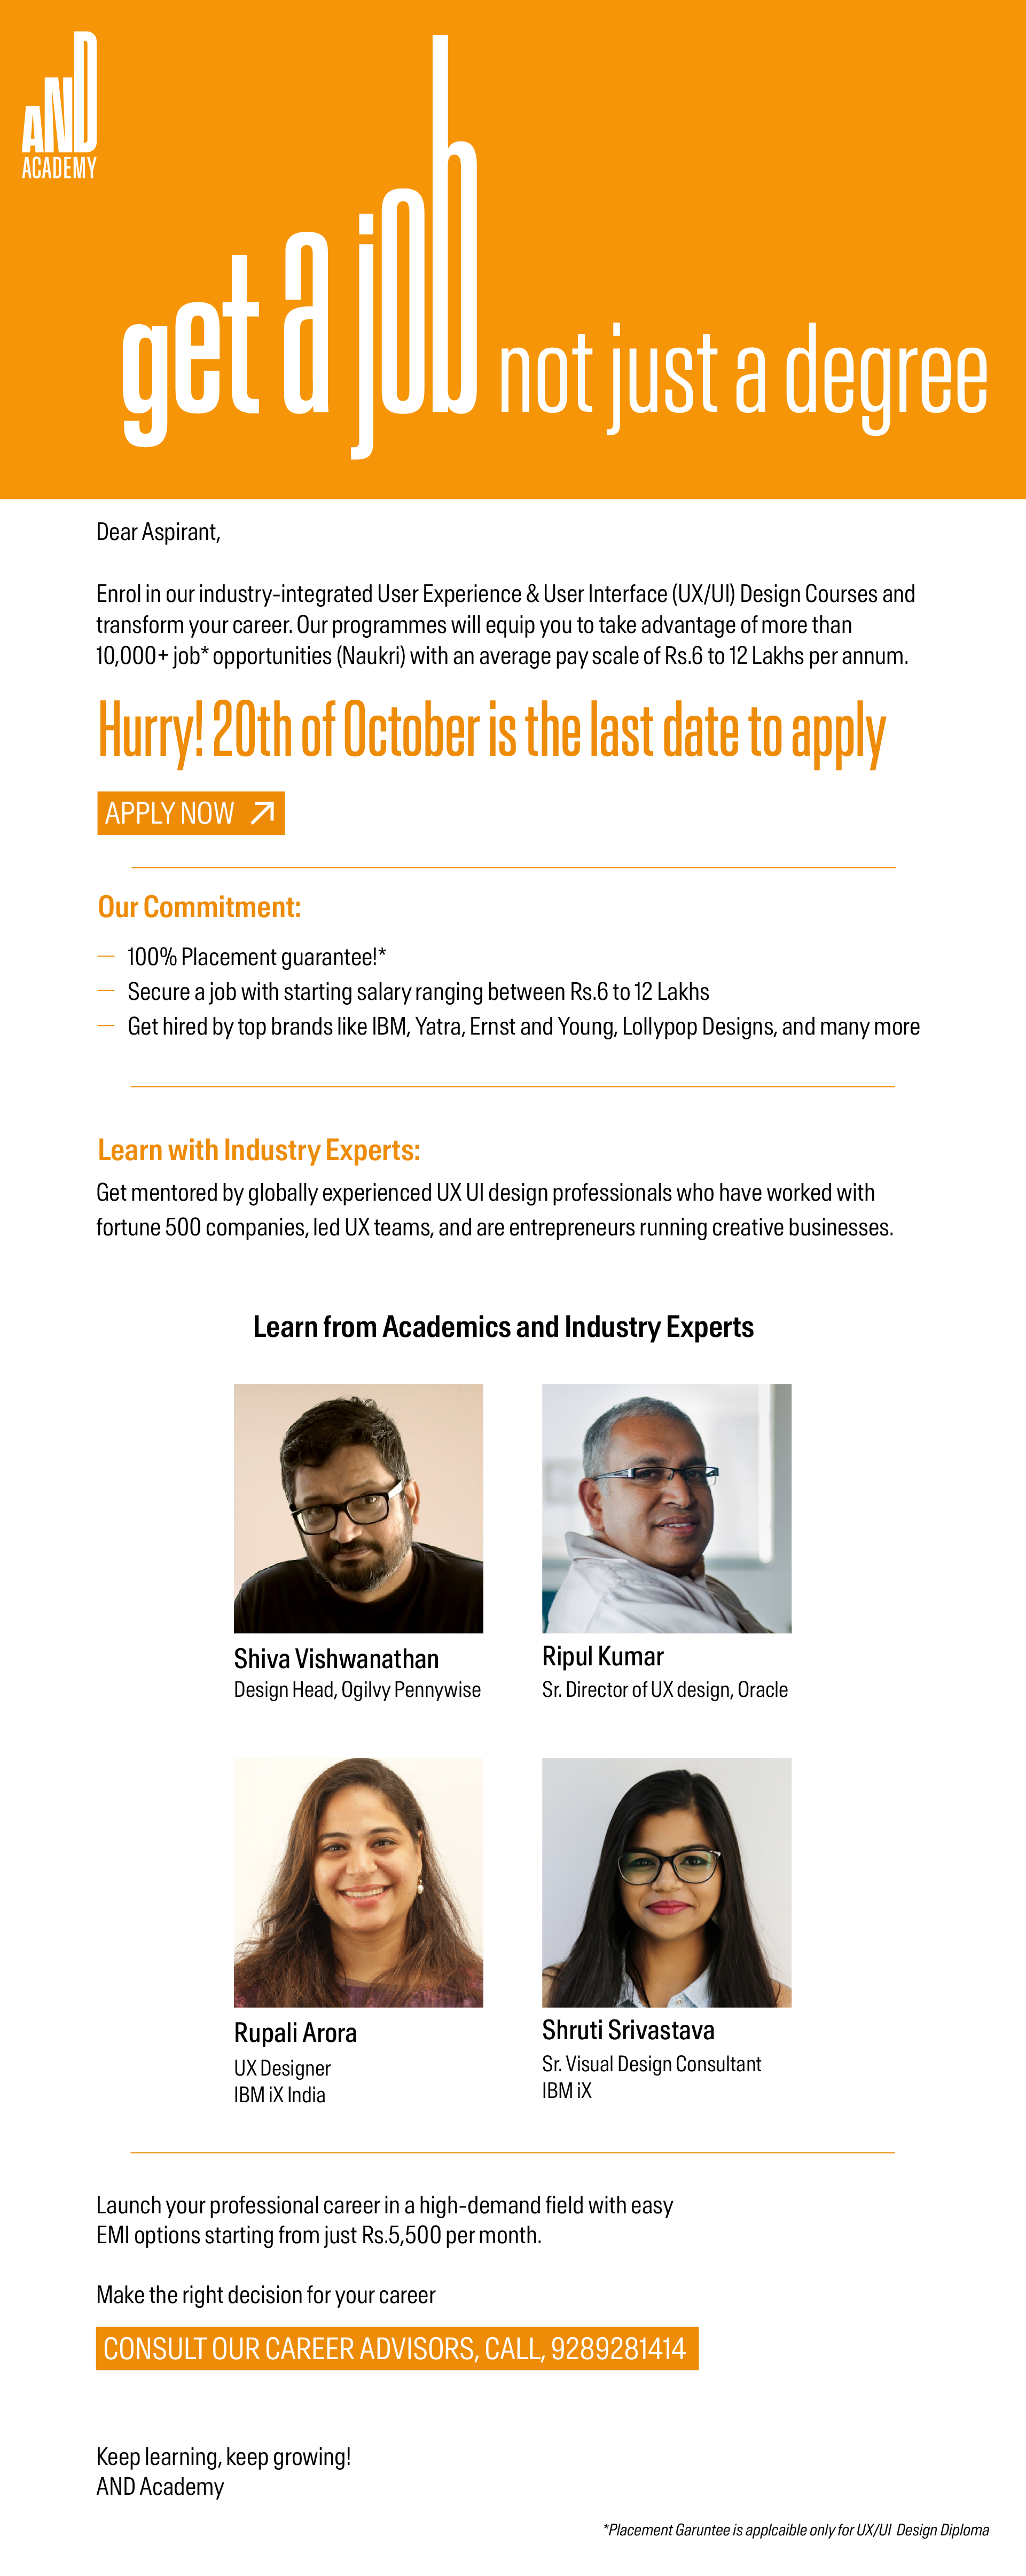 AND
ACADEMY
get a job not just a degree
Dear Aspirant,
Enrol in our industry-integrated User Experience & User Interface (UX/UI) Design Courses and
transform your career. Our programmes will equip you to take advantage of more than
10,000+ job* opportunities (Naukri) with an average pay scale of Rs.6 to 12 Lakhs per annum.
Hurry! 20th of October is the last date to apply
APPLY NOW
Our Commitment:
— 100% Placement guarantee!*
— Secure a job with starting salary ranging between Rs.6 to 12 Lakhs
— Get hired by top brands like IBM, Yatra, Ernst and Young, Lollypop Designs, and many more
Learn with Industry Experts:
Get mentored by globally experienced UX UI design professionals who have worked with
fortune 500 companies, led UX teams, and are entrepreneurs running creative businesses.
Learn from Academics and Industry Experts
Shiva Vishwanathan
Design Head, Ogilvy Pennywise
Ripul Kumar
Sr. Director of UX design, Oracle
Rupali Arora
UX Designer
IBM iX India
Shruti Srivastava
Sr. Visual Design Consultant
IBM iX
Launch your professional career in a high-demand field with easy
EMI options starting from just Rs.5,500 per month.
Make the right decision for your career
CONSULT OUR CAREER ADVISORS, CALL, 9289281414
Keep learning, keep growing!
AND Academy
*Placement Garuntee is applcaible only for UX/UI Design Diploma